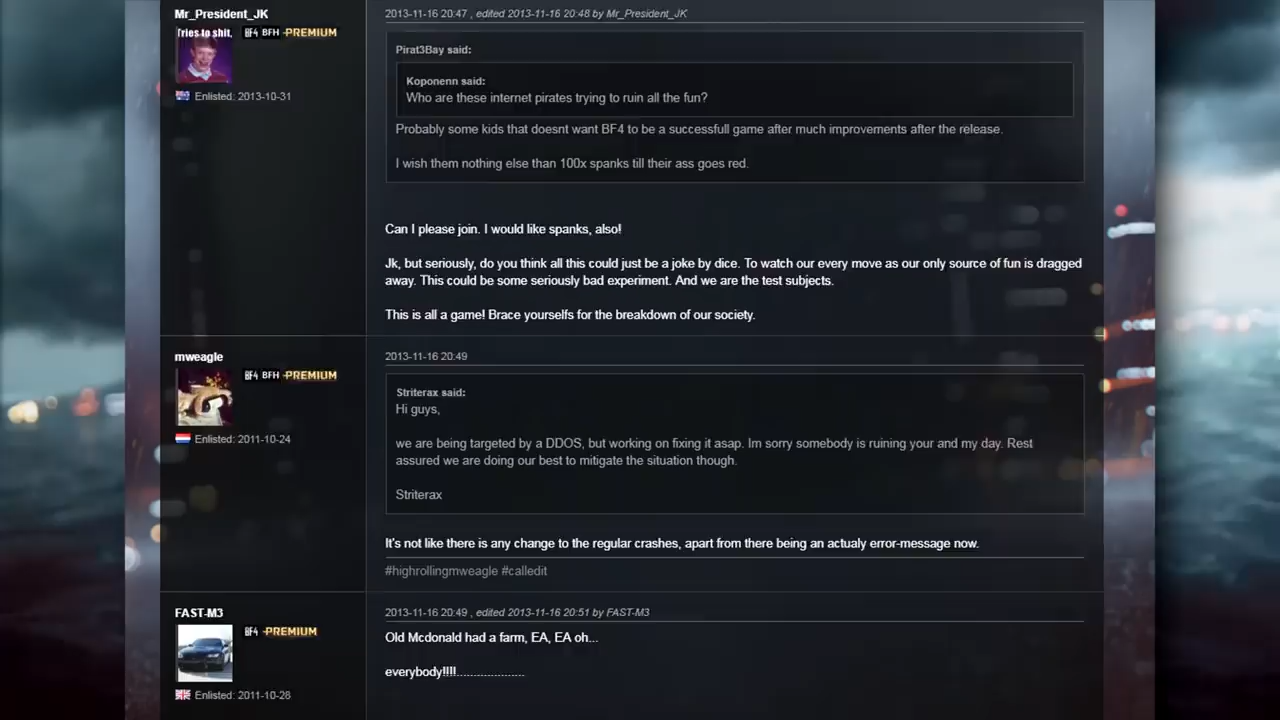 Mr_President_JK
Tries to shit,
BF4 BFH PREMIUM
Enlisted: 2013-10-31
2013-11-16 20:47 , edited 2013-11-16 20:48 by Mr_President_JK
Pirat3Bay said:
Koponenn said:
Who are these internet pirates trying to ruin all the fun?
Probably some kids that doesnt want BF4 to be a successfull game after much improvements after the release.
I wish them nothing else than 100x spanks till their ass goes red.
Can I please join. I would like spanks, also!
Jk, but seriously, do you think all this could just be a joke by dice. To watch our every move as our only source of fun is dragged
away. This could be some seriously bad experiment. And we are the test subjects.
This is all a game! Brace yourselfs for the breakdown of our society.
mweagle
BF4 BFH PREMIUM
Enlisted: 2011-10-24
2013-11-16 20:49
Striterax said:
Hi guys,
we are being targeted by a DDOS, but working on fixing it asap. Im sorry somebody is ruining your and my day. Rest
assured we are doing our best to mitigate the situation though.
Striterax
It's not like there is any change to the regular crashes, apart from there being an actualy error-message now.
#highrollingmweagle #calledit
FAST-M3
BF4 PREMIUM
Enlisted: 2011-10-28
2013-11-16 20:49 , edited 2013-11-16 20:51 by FAST-M3
Old Mcdonald had a farm, EA, EA oh...
everybody!!!!....................